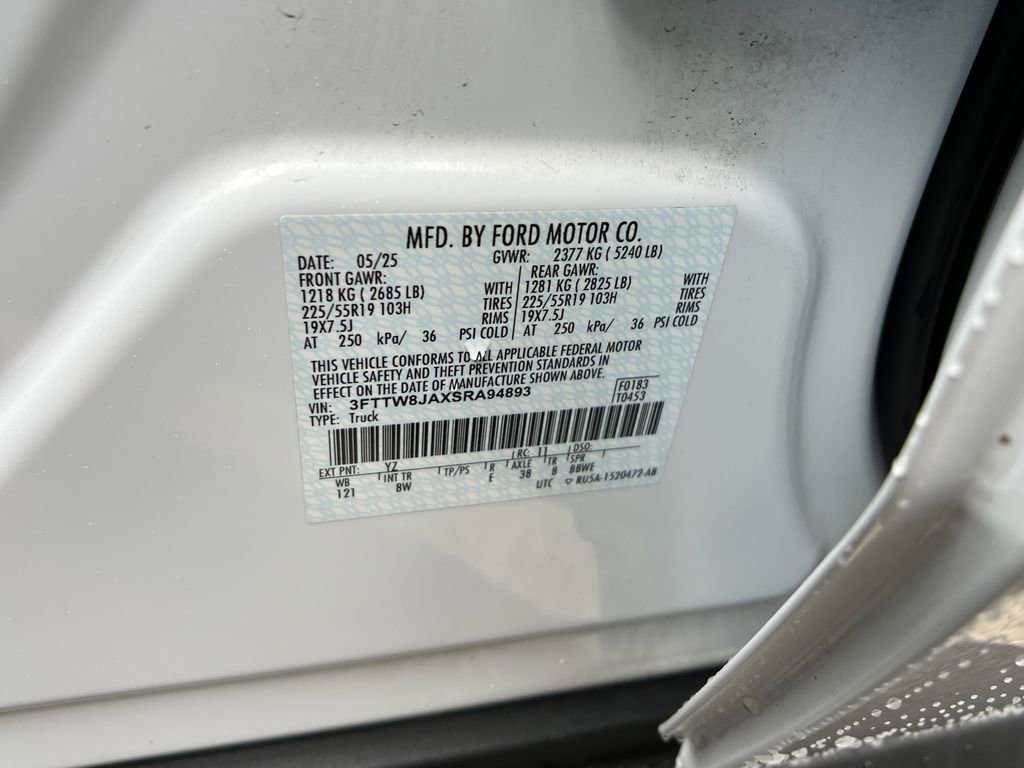 MFD. BY FORD MOTOR CO.
DATE: 05/25 GVWR: 2377 KG ( 5240 LB)
FRONT GAWR: REAR GAWR:
1218 KG ( 2685 LB) WITH 1281 KG ( 2825 LB) WITH
225/55R19 103H TIRES 225/55R19 103H TIRES
19X7.5J RIMS 19X7.5J RIMS
AT 250 kPa/ 36 PSI COLD AT 250 kPa/ 36 PSI COLD
THIS VEHICLE CONFORMS TO ALL APPLICABLE FEDERAL MOTOR
VEHICLE SAFETY AND THEFT PREVENTION STANDARDS IN
EFFECT ON THE DATE OF MANUFACTURE SHOWN ABOVE.
VIN: 3FTTW8JAXSRA94893 F0183
TYPE: Truck T0453
EXT PNT: YZ RC: 11 DSO:
WB INT TR TP/PS R AXLE TR SPR
121 8W E 38 8 BBWE
UTC ▽ RU5A-1520472-AB